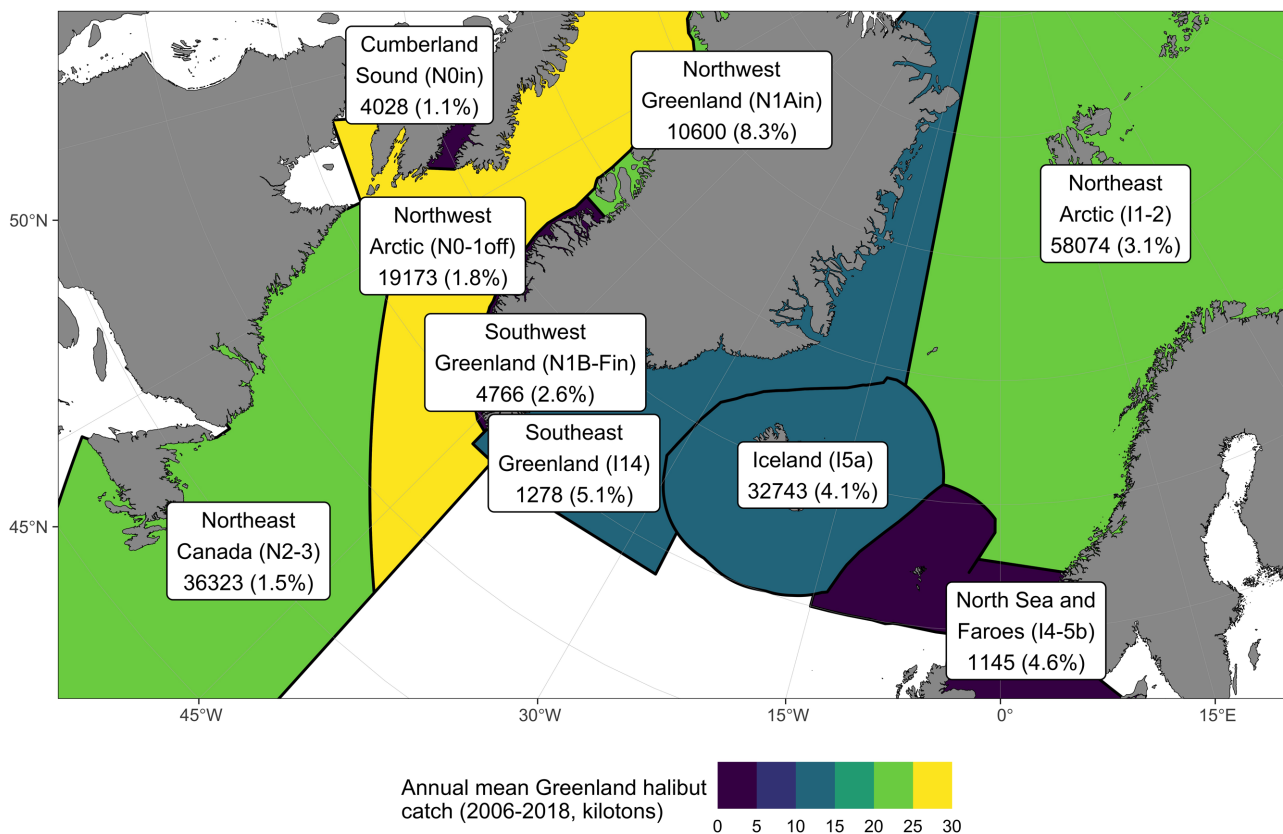 Cumberland
Sound (N0in)
4028 (1.1%)
Northwest
Greenland (N1Ain)
10600 (8.3%)
Northeast
Arctic (I1-2)
58074 (3.1%)
Northwest
Arctic (N0-1off)
19173 (1.8%)
Southwest
Greenland (N1B-Fin)
4766 (2.6%)
Southeast
Greenland (I14)
1278 (5.1%)
Iceland (I5a)
32743 (4.1%)
Northeast
Canada (N2-3)
36323 (1.5%)
North Sea and
Faroes (I4-5b)
1145 (4.6%)
50°N
45°N
45°W 30°W 15°W 0° 15°E
Annual mean Greenland halibut
catch (2006-2018, kilotons)
0 5 10 15 20 25 30